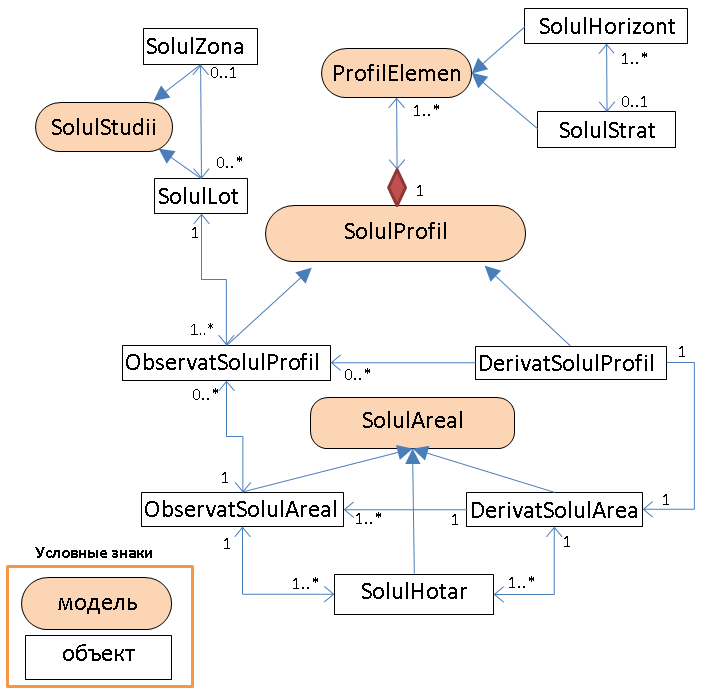 SolulHorizont
SolulZona
ProfilElemen
0..1
1..*
0..1
1..*
SolulStudii
SolulStrat
0..*
SolulLot
1
1
SolulProfil
1..*
ObservatSolulProfil
DerivatSolulProfil
1
0..*
0..*
SolulAreal
1
1
ObservatSolulAreal
DerivatSolulArea
1..*
1
1
1
Условные знаки
1..*
1..*
SolulHotar
модель
объект